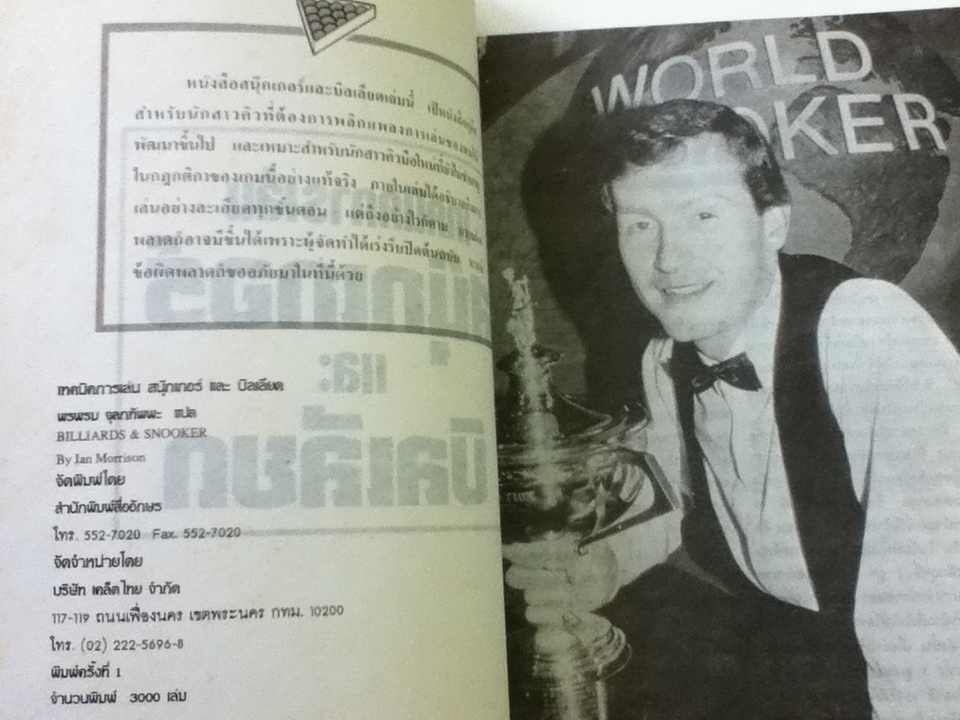 หนังสือสนุ๊กเกอร์และบิลเลียดเล่มนี้ เป็นหนังสือ
สำหรับนักสาวคิวที่ต้องการพลิกแพลงการเล่นของตน
พัฒนาขึ้นไป และเหมาะสำหรับนักสาวคิวมือใหม่ที่ยังไม่
ในกฎกติกาของเกมนี้อย่างแท้จริง ภายในเล่มได้อธิบาย
เล่นอย่างละเอียดทุกขั้นตอน แต่ถึงอย่างไรก็ตาม
พลาดก็อาจมีขึ้นได้เพราะผู้จัดทำได้เร่งรีบปิดต้นฉบับ หาก
ข้อผิดพลาดก็ขออภัยมาในที่นี้ด้วย
เทคนิคการเล่น สนุ๊กเกอร์ และ บิลเลียด
พรพรม จุลกทัพพะ แปล
BILLIARDS & SNOOKER
By Ian Morrison
จัดพิมพ์โดย
สำนักพิมพ์สื่ออักษร
โทร. 552-7020 Fax. 552-7020
จัดจำหน่ายโดย
บริษัท เคล็ดไทย จำกัด
117-119 ถนนเฟื่องนคร เขตพระนคร กทม. 10200
โทร. (02) 222-5696-8
พิมพ์ครั้งที่ 1
จำนวนพิมพ์ 3000 เล่ม
WORLD
OKER